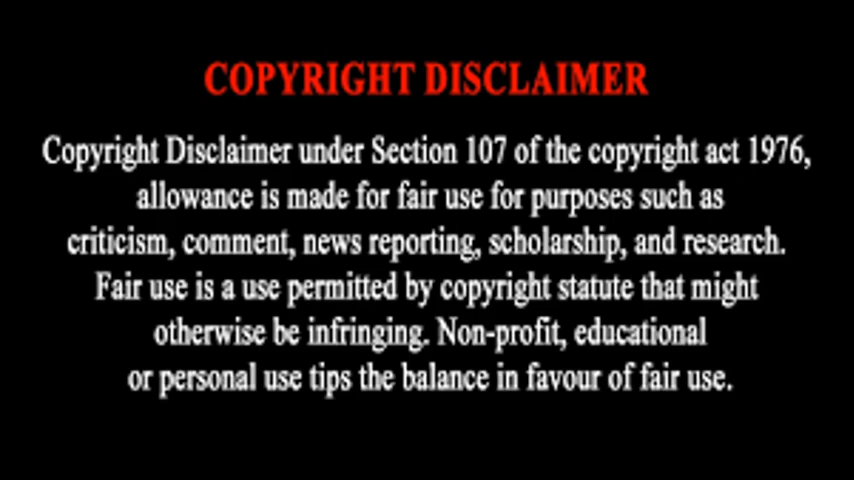 COPYRIGHT DISCLAIMER
Copyright Disclaimer under Section 107 of the copyright act 1976,
allowance is made for fair use for purposes such as
criticism, comment, news reporting, scholarship, and research.
Fair use is a use permitted by copyright statute that might
otherwise be infringing. Non-profit, educational
or personal use tips the balance in favour of fair use.